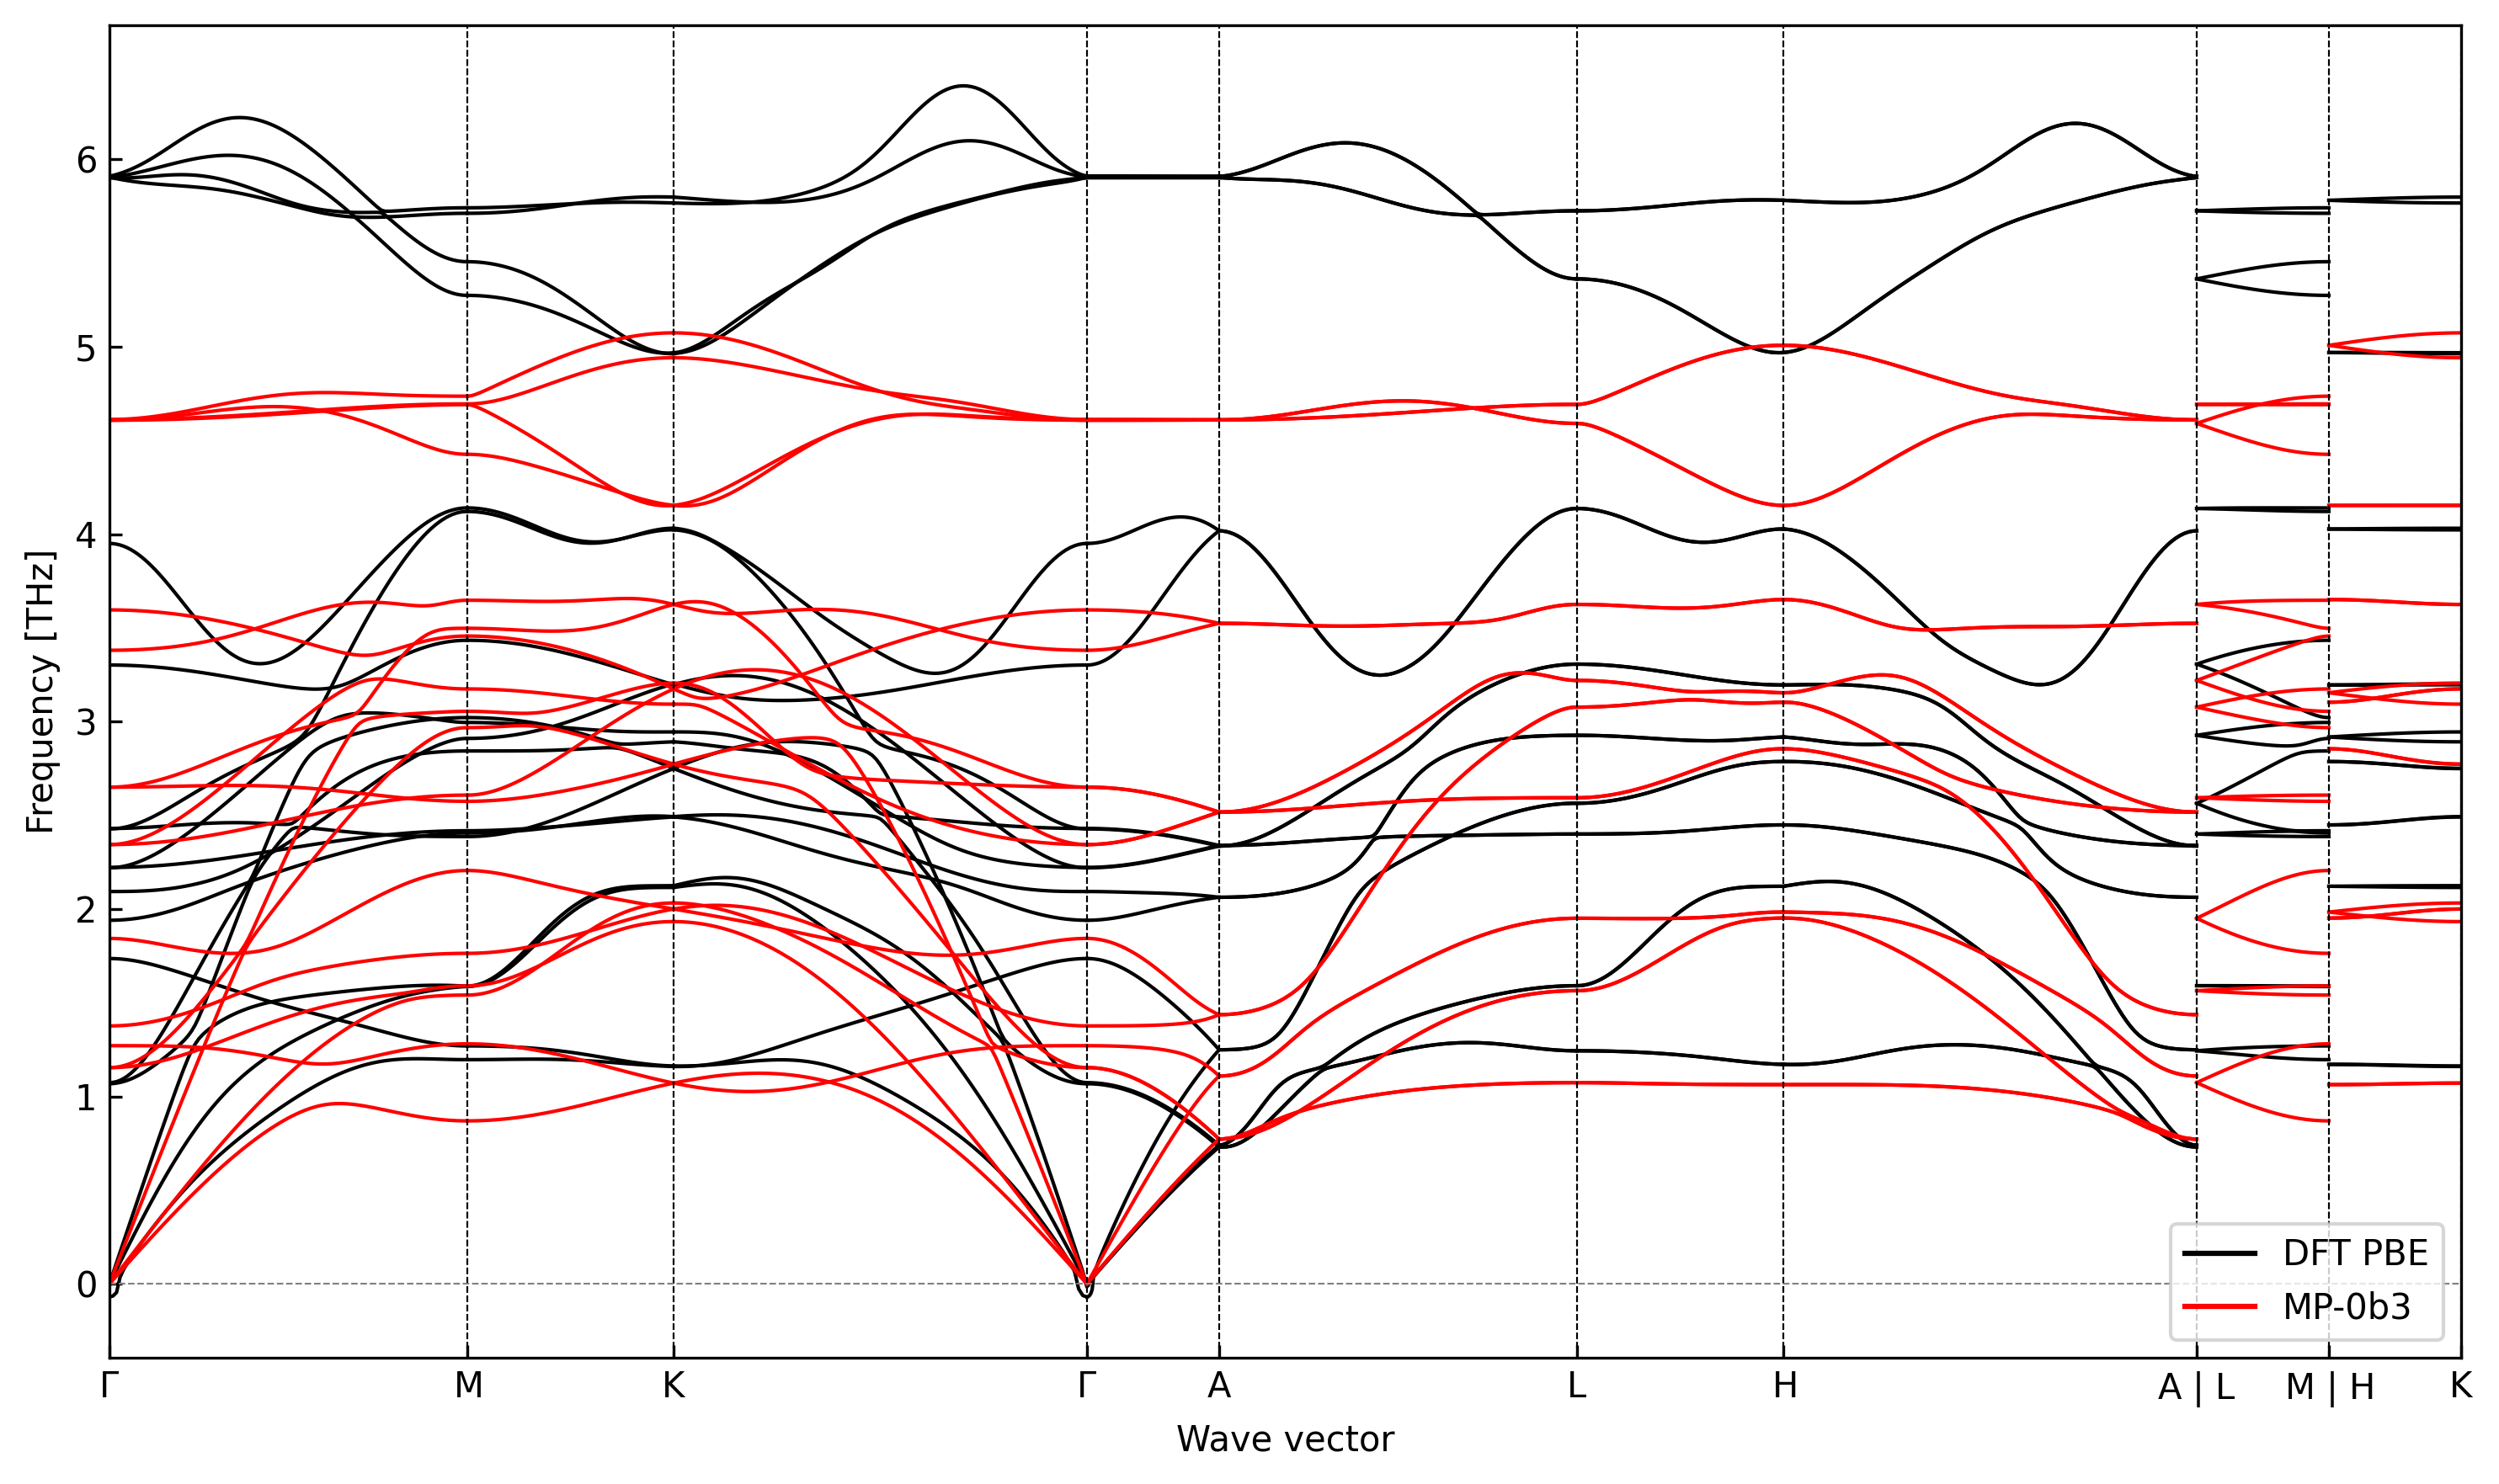 Frequency [THz]
6
5
4
3
2
1
0
DFT PBE
MP-0b3
Γ M K Γ A L H A | L M | H K
Wave vector